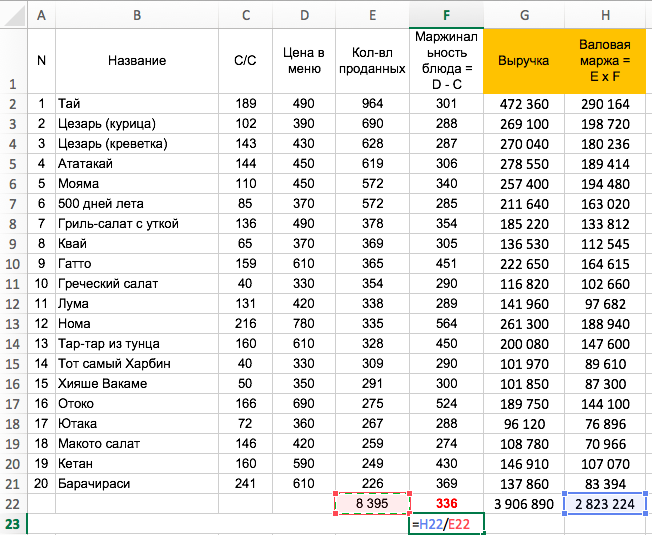 A B C D E F G H
1 N Название С/С Цена в меню Кол-вл проданных Маржинал ьность блюда = D - C Выручка Валовая маржа = E x F
2 1 Тай 189 490 964 301 472 360 290 164
3 2 Цезарь (курица) 102 390 690 288 269 100 198 720
4 3 Цезарь (креветка) 143 430 628 287 270 040 180 236
5 4 Ататакай 144 450 619 306 278 550 189 414
6 5 Мояма 110 450 572 340 257 400 194 480
7 6 500 дней лета 85 370 572 285 211 640 163 020
8 7 Гриль-салат с уткой 136 490 378 354 185 220 133 812
9 8 Квай 65 370 369 305 136 530 112 545
10 9 Гатто 159 610 365 451 222 650 164 615
11 10 Греческий салат 40 330 354 290 116 820 102 660
12 11 Лума 131 420 338 289 141 960 97 682
13 12 Нома 216 780 335 564 261 300 188 940
14 13 Тар-тар из тунца 160 610 328 450 200 080 147 600
15 14 Тот самый Харбин 40 330 309 290 101 970 89 610
16 15 Хияше Вакаме 50 350 291 300 101 850 87 300
17 16 Отоко 166 690 275 524 189 750 144 100
18 17 Ютака 72 360 267 288 96 120 76 896
19 18 Макото салат 146 420 259 274 108 780 70 966
20 19 Кетан 160 590 249 430 146 910 107 070
21 20 Барачираси 241 610 226 369 137 860 83 394
22 8 395 336 3 906 890 2 823 224
23 =H22/E22